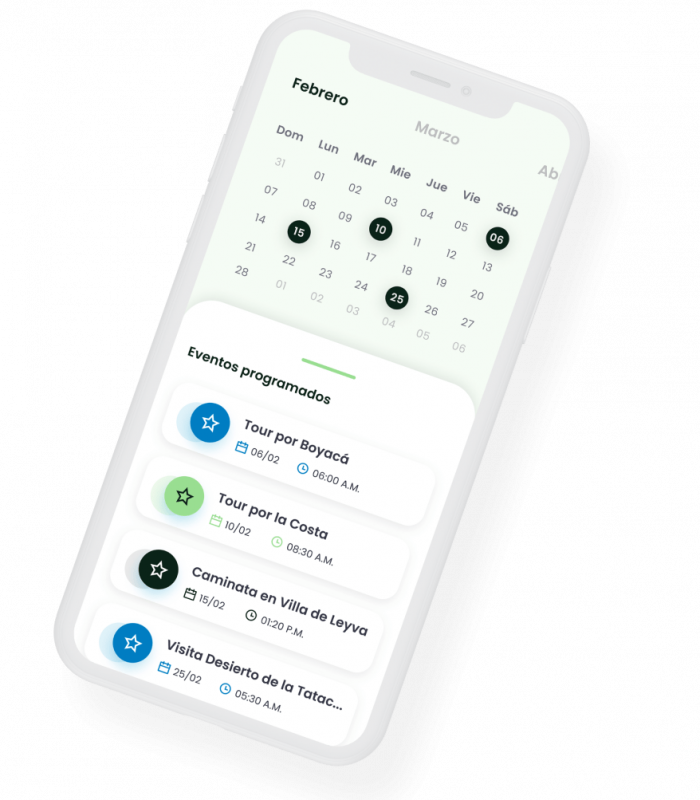 Febrero Marzo Ab
Dom Lun Mar Mie Jue Vie Sáb
31 01 02 03 04 05 06
07 08 09 10 11 12 13
14 15 16 17 18 19 20
21 22 23 24 25 26 27
28 01 02 03 04 05 06
Eventos programados
Tour por Boyacá
06/02 06:00 A.M.
Tour por la Costa
10/02 08:30 A.M.
Caminata en Villa de Leyva
15/02 01:20 P.M.
Visita Desierto de la Tatac...
25/02 05:30 A.M.